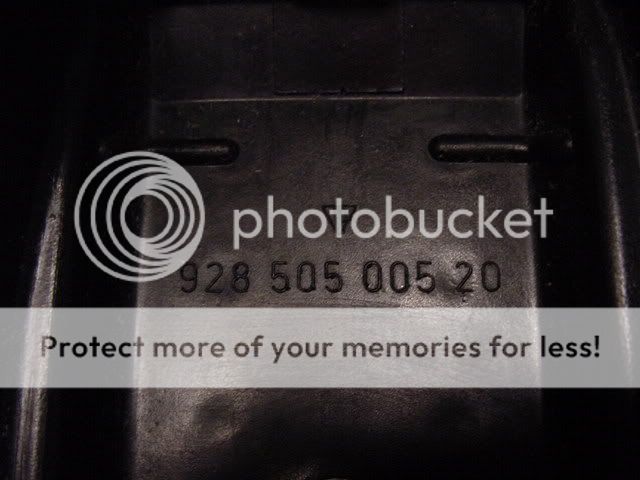 photobucket
928 505 005 20
Protect more of your memories for less!